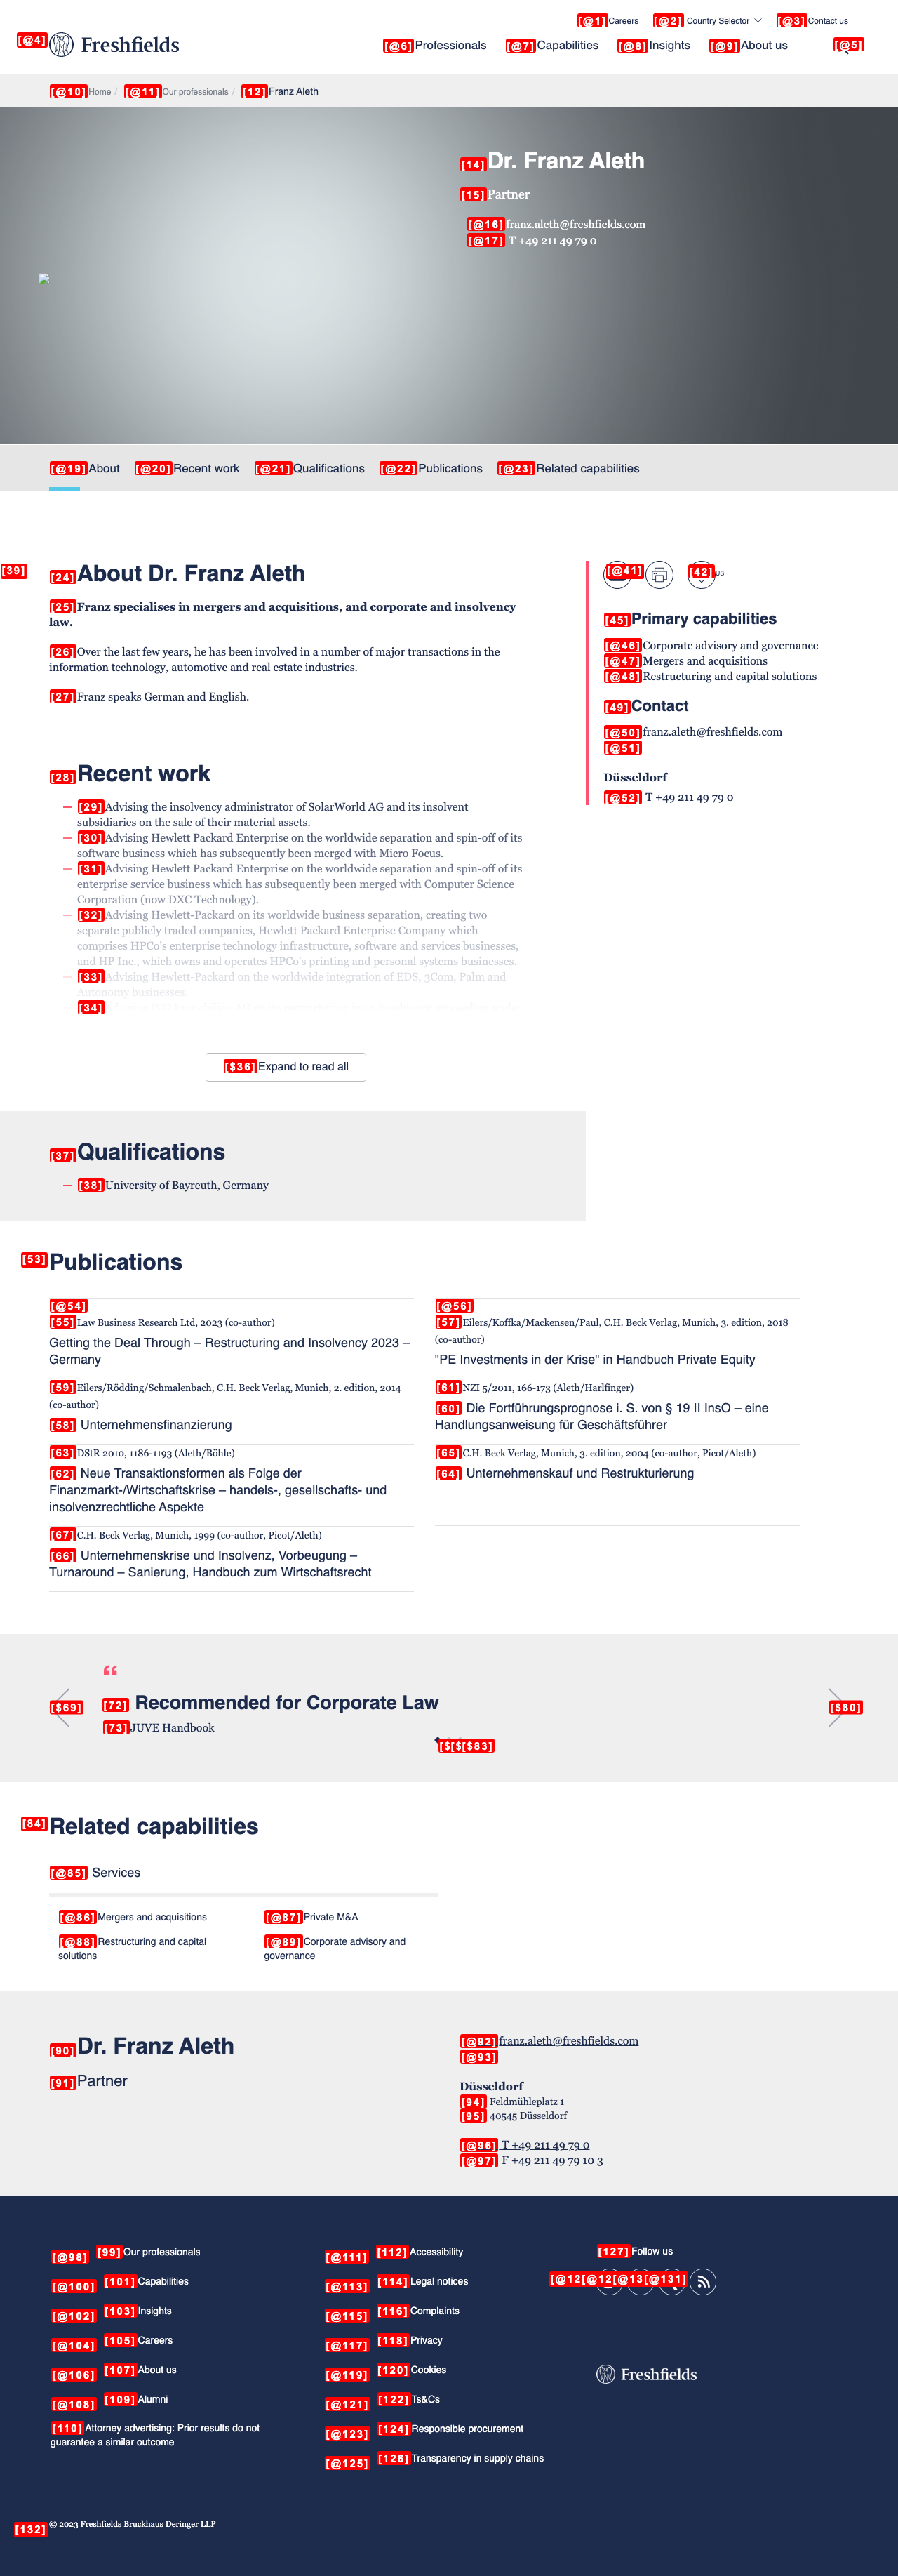 [@1] Careers [@2] Country Selector [@3] Contact us
[@4] Freshfields
[@6] Professionals [@7] Capabilities [@8] Insights [@9] About us [@5]
[@10] Home / [@11] Our professionals / [12] Franz Aleth
[14] Dr. Franz Aleth
[15] Partner
[@16] franz.aleth@freshfields.com
[@17] T +49 211 49 79 0
[@19] About [@20] Recent work [@21] Qualifications [@22] Publications [@23] Related capabilities
[39]
[24] About Dr. Franz Aleth
[25] Franz specialises in mergers and acquisitions, and corporate and insolvency
law.
[26] Over the last few years, he has been involved in a number of major transactions in the
information technology, automotive and real estate industries.
[27] Franz speaks German and English.
[28] Recent work
[29] Advising the insolvency administrator of SolarWorld AG and its insolvent
subsidiaries on the sale of their material assets.
[30] Advising Hewlett Packard Enterprise on the worldwide separation and spin-off of its
software business which has subsequently been merged with Micro Focus.
[31] Advising Hewlett Packard Enterprise on the worldwide separation and spin-off of its
enterprise service business which has subsequently been merged with Computer Science
Corporation (now DXC Technology).
[32] Advising Hewlett-Packard on its worldwide business separation, creating two
separate publicly traded companies, Hewlett Packard Enterprise Company which
comprises HPCo's enterprise technology infrastructure, software and services businesses,
and HP Inc., which owns and operates HPCo's printing and personal systems businesses.
[33] Advising Hewlett-Packard on the worldwide integration of EDS, 3Com, Palm and
Autonomy businesses.
[34]
[$36] Expand to read all
[@41] [42] US
[45] Primary capabilities
[@46] Corporate advisory and governance
[@47] Mergers and acquisitions
[@48] Restructuring and capital solutions
[49] Contact
[@50] franz.aleth@freshfields.com
[@51]
Düsseldorf
[@52] T +49 211 49 79 0
[37] Qualifications
[38] University of Bayreuth, Germany
[53] Publications
[@54]
[55] Law Business Research Ltd, 2023 (co-author)
Getting the Deal Through – Restructuring and Insolvency 2023 –
Germany
[@56]
[57] Eilers/Koffka/Mackensen/Paul, C.H. Beck Verlag, Munich, 3. edition, 2018
(co-author)
"PE Investments in der Krise" in Handbuch Private Equity
[59] Eilers/Rödding/Schmalenbach, C.H. Beck Verlag, Munich, 2. edition, 2014
(co-author)
[58] Unternehmensfinanzierung
[61] NZI 5/2011, 166-173 (Aleth/Harlfinger)
[60] Die Fortführungsprognose i. S. von § 19 II InsO – eine
Handlungsanweisung für Geschäftsführer
[63] DStR 2010, 1186-1193 (Aleth/Böhle)
[62] Neue Transaktionsformen als Folge der
Finanzmarkt-/Wirtschaftskrise – handels-, gesellschafts- und
insolvenzrechtliche Aspekte
[65] C.H. Beck Verlag, Munich, 3. edition, 2004 (co-author, Picot/Aleth)
[64] Unternehmenskauf und Restrukturierung
[67] C.H. Beck Verlag, Munich, 1999 (co-author, Picot/Aleth)
[66] Unternehmenskrise und Insolvenz, Vorbeugung –
Turnaround – Sanierung, Handbuch zum Wirtschaftsrecht
“
[$69] [72] Recommended for Corporate Law [$80]
[73] JUVE Handbook
[$[$[$83]
[84] Related capabilities
[@85] Services
[@86] Mergers and acquisitions [@87] Private M&A
[@88] Restructuring and capital
solutions
[@89] Corporate advisory and
governance
[90] Dr. Franz Aleth
[91] Partner
[@92] franz.aleth@freshfields.com
[@93]
Düsseldorf
[94] Feldmühleplatz 1
[95] 40545 Düsseldorf
[@96] T +49 211 49 79 0
[@97] F +49 211 49 79 10 3
[@98] [99] Our professionals
[@100] [101] Capabilities
[@102] [103] Insights
[@104] [105] Careers
[@106] [107] About us
[@108] [109] Alumni
[110] Attorney advertising: Prior results do not
guarantee a similar outcome
[@111] [112] Accessibility
[@113] [114] Legal notices
[@115] [116] Complaints
[@117] [118] Privacy
[@119] [120] Cookies
[@121] [122] Ts&Cs
[@123] [124] Responsible procurement
[@125] [126] Transparency in supply chains
[127] Follow us
[@12[@12[@13[@131]
Freshfields
[132] © 2023 Freshfields Bruckhaus Deringer LLP